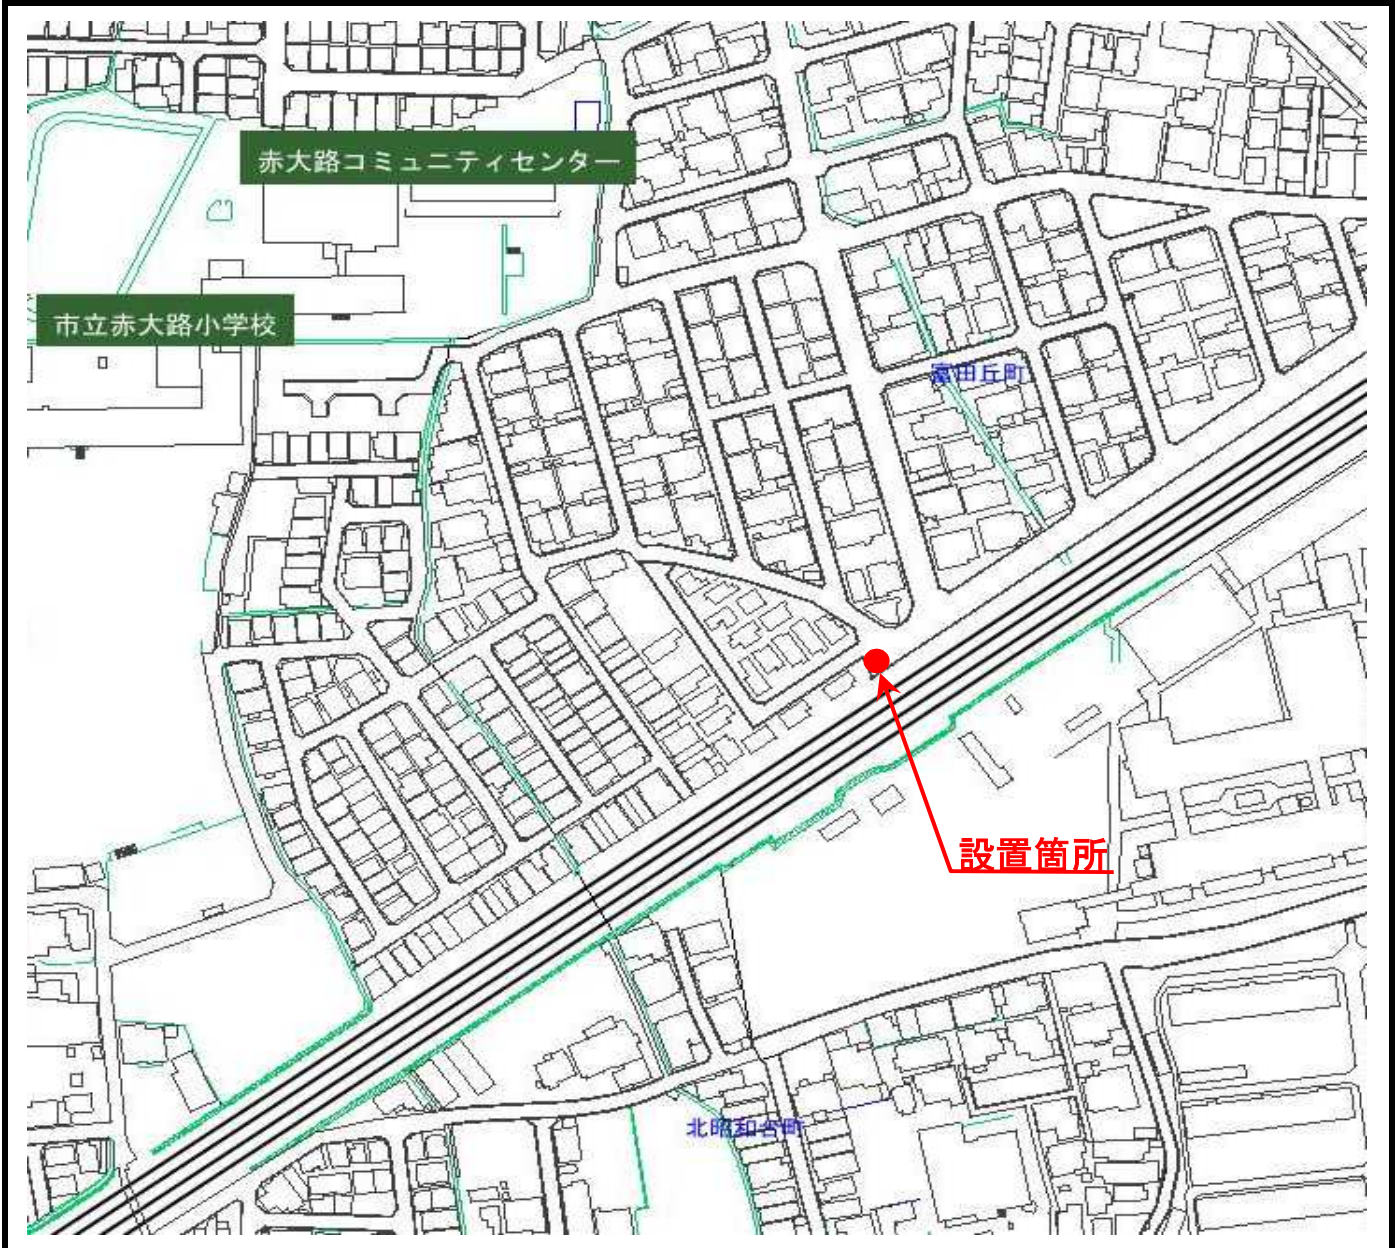 赤大路コミュニティセンター
市立赤大路小学校
富田丘町
設置箇所
北昭和台町